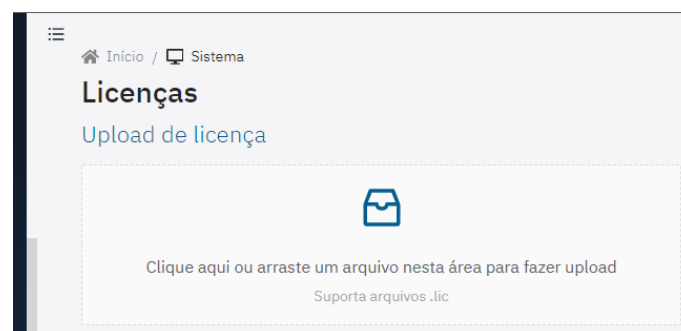 Início / Sistema
Licenças
Upload de licença
Clique aqui ou arraste um arquivo nesta área para fazer upload
Suporta arquivos .lic